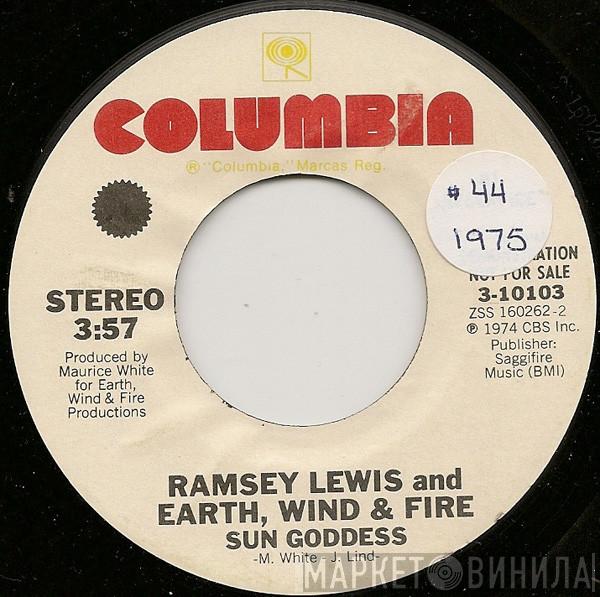 COLUMBIA
® "Columbia," Marcas Reg.
# 44
1975
NOT FOR SALE
3-10103
ZSS 160262-2
℗ 1974 CBS Inc.
Publisher:
Saggifire
Music (BMI)
STEREO
3:57
Produced by
Maurice White
for Earth,
Wind & Fire
Productions
RAMSEY LEWIS and
EARTH, WIND & FIRE
SUN GODDESS
-M. White - J. Lind-
МАРКЕТ ВИНИЛА